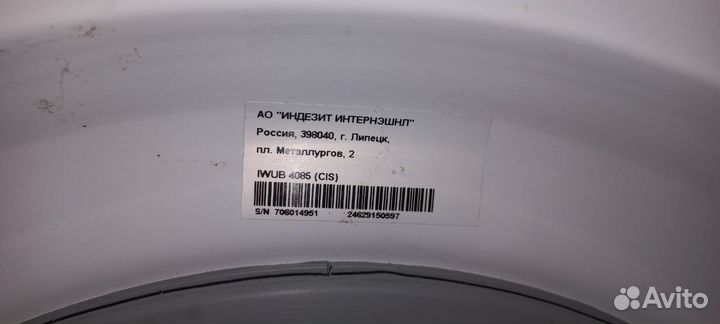 АО "ИНДЕЗИТ ИНТЕРНЭШНЛ"
Россия, 398040, г. Липецк,
пл. Металлургов, 2
IWUB 4085 (CIS)
S/N 706014951 24629150597
Avito